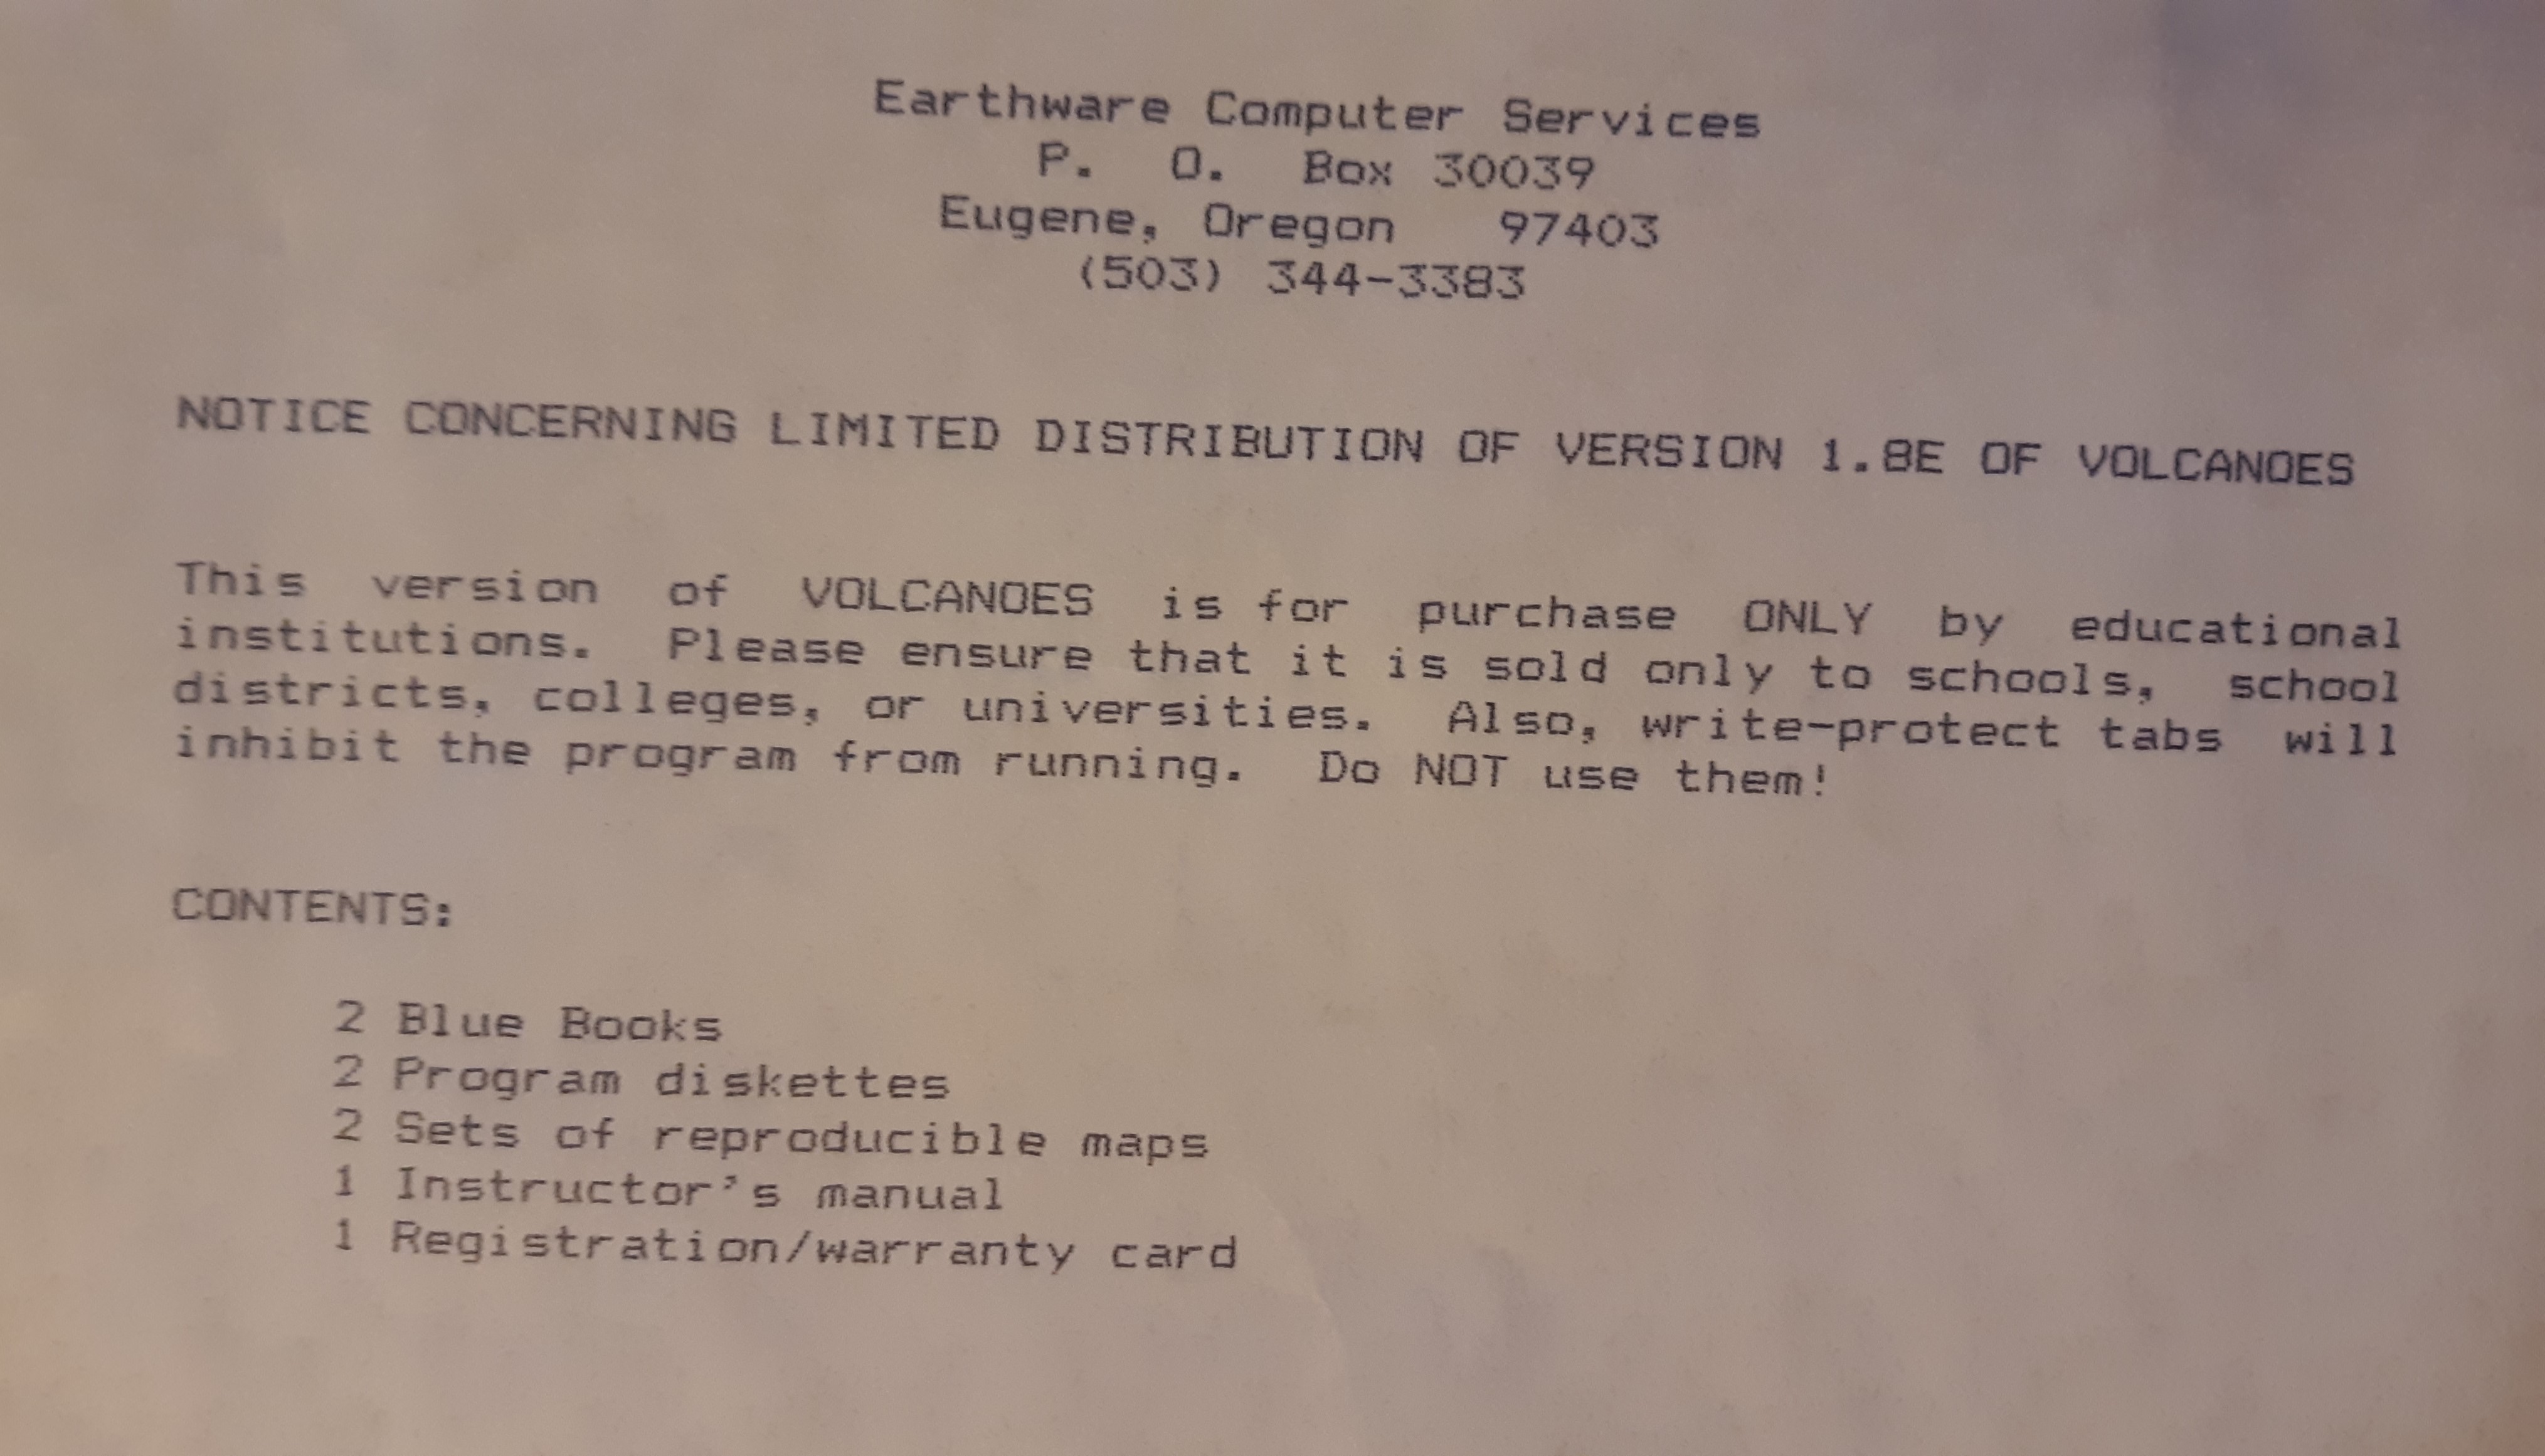 Earthware Computer Services
P. O. Box 30039
Eugene, Oregon 97403
(503) 344-3383
NOTICE CONCERNING LIMITED DISTRIBUTION OF VERSION 1.8E OF VOLCANOES
This version of VOLCANOES is for purchase ONLY by educational
institutions. Please ensure that it is sold only to schools, school
districts, colleges, or universities. Also, write-protect tabs will
inhibit the program from running. Do NOT use them!
CONTENTS:
2 Blue Books
2 Program diskettes
2 Sets of reproducible maps
1 Instructor's manual
1 Registration/warranty card